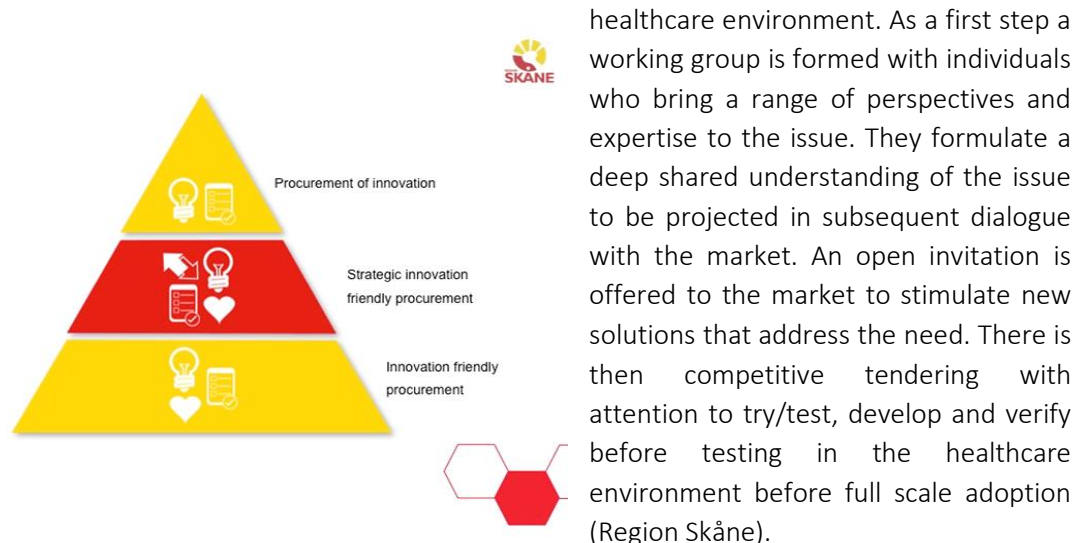 SKÅNE
Procurement of innovation
Strategic innovation
friendly procurement
Innovation friendly
procurement
healthcare environment. As a first step a
working group is formed with individuals
who bring a range of perspectives and
expertise to the issue. They formulate a
deep shared understanding of the issue
to be projected in subsequent dialogue
with the market. An open invitation is
offered to the market to stimulate new
solutions that address the need. There is
then competitive tendering with
attention to try/test, develop and verify
before testing in the healthcare
environment before full scale adoption
(Region Skåne).